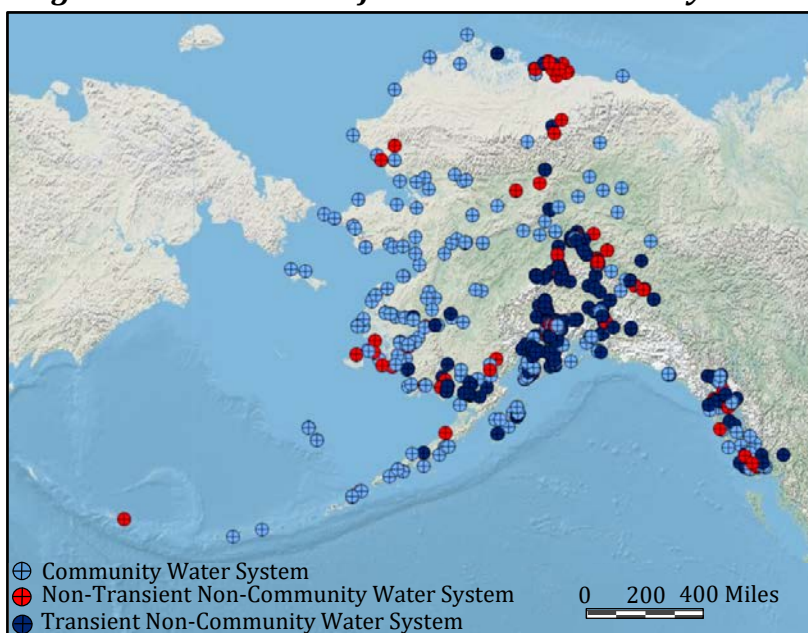 Community Water System
Non-Transient Non-Community Water System
0 200 400 Miles
Transient Non-Community Water System